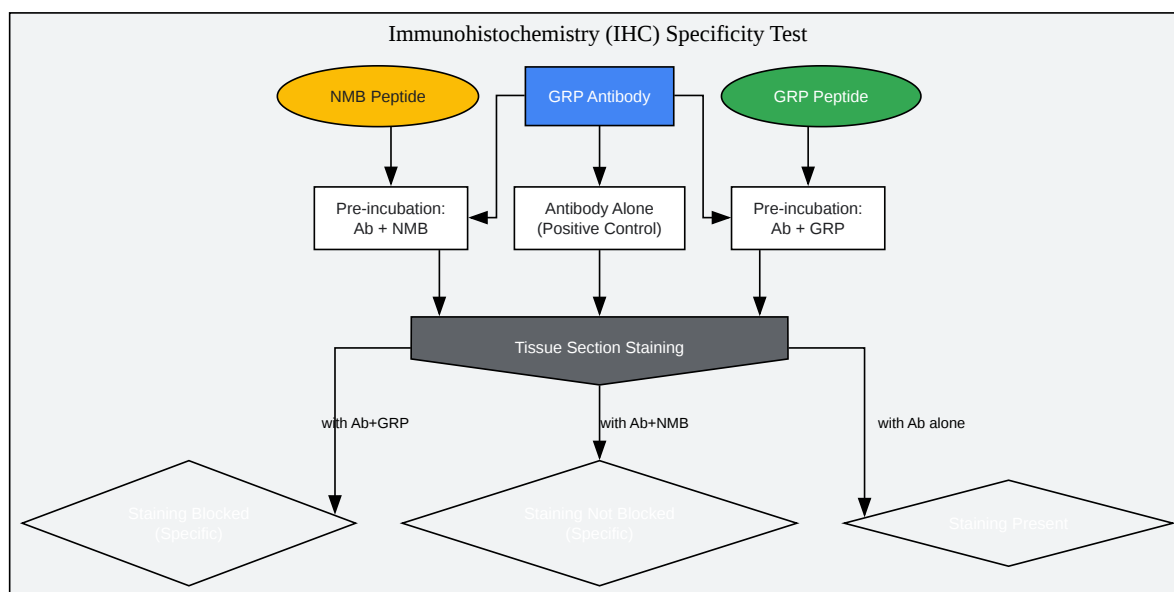 Immunohistochemistry (IHC) Specificity Test
NMB Peptide
GRP Antibody
GRP Peptide
Pre-incubation:
Ab + NMB
Antibody Alone
(Positive Control)
Pre-incubation:
Ab + GRP
Tissue Section Staining
with Ab+GRP
with Ab+NMB
with Ab alone
Staining Blocked
(Specific)
Staining Not Blocked
(Specific)
Staining Present